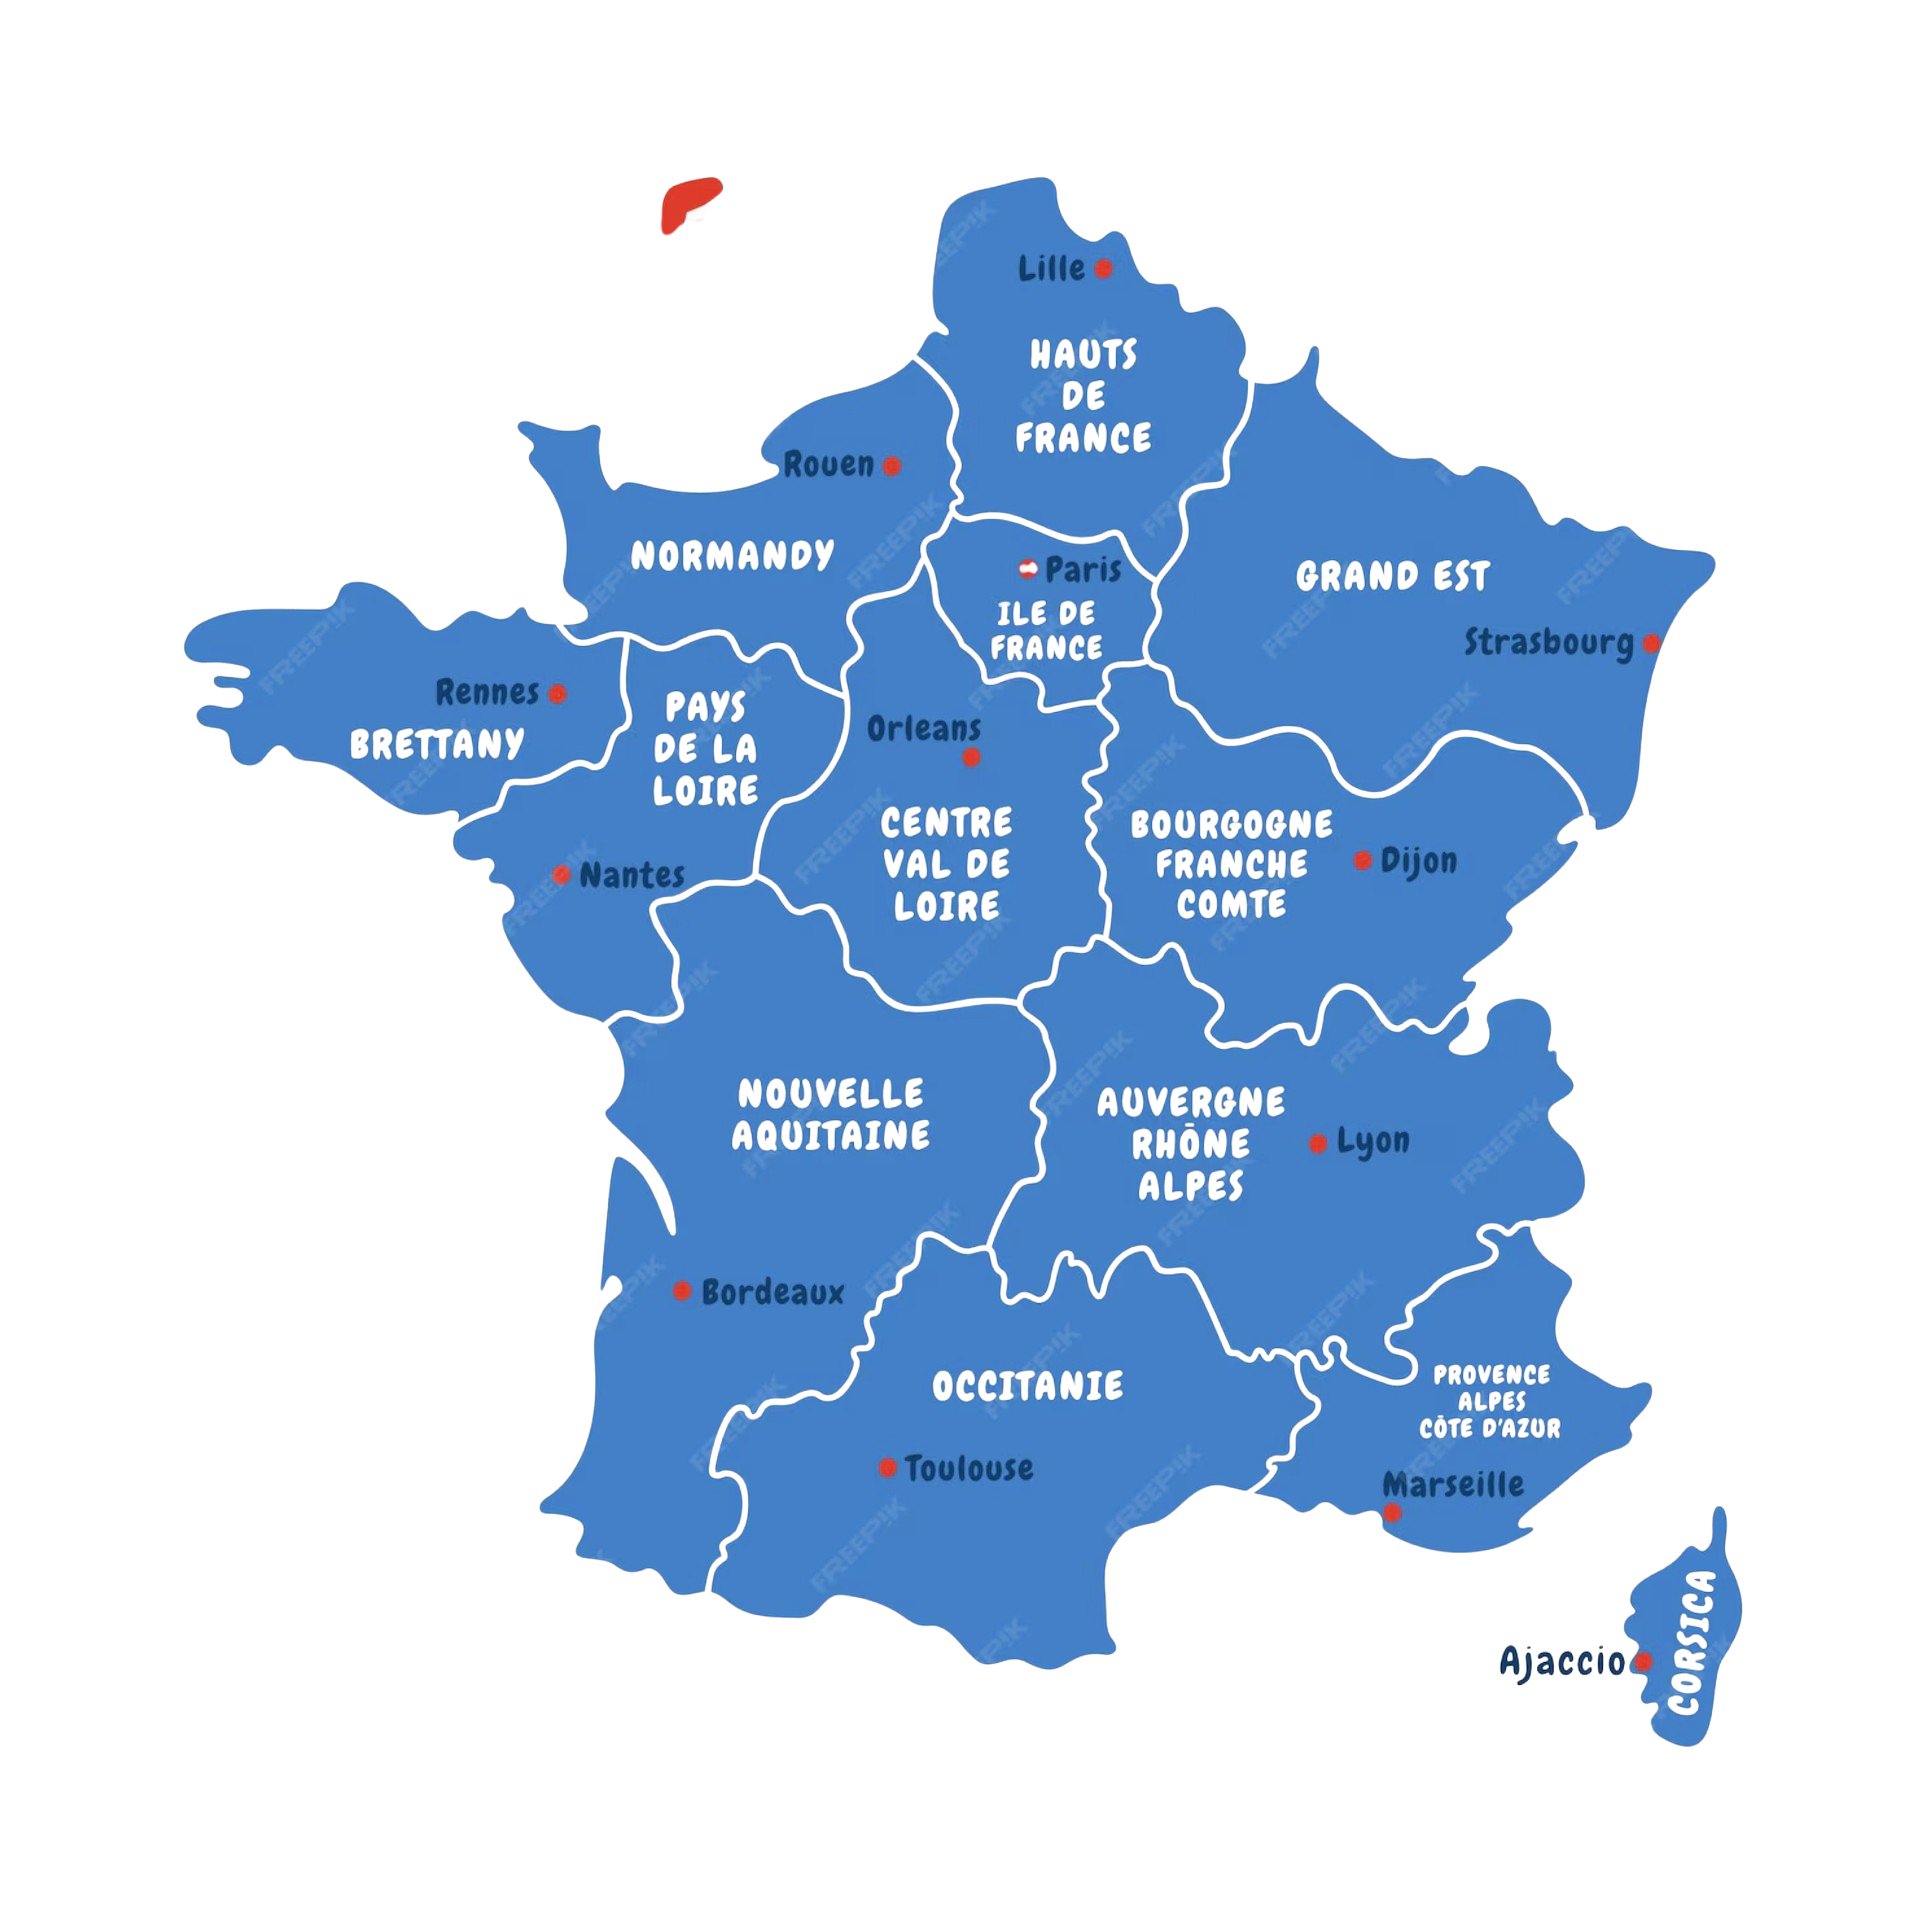 Lille
HAUTS
DE
FRANCE
Rouen
NORMANDY
Paris
ILE DE
FRANCE
GRAND EST
Strasbourg
Rennes
BRETTANY
PAYS
DE LA
LOIRE
Nantes
Orleans
CENTRE
VAL DE
LOIRE
BOURGOGNE
FRANCHE
COMTE
Dijon
NOUVELLE
AQUITAINE
Bordeaux
AUVERGNE
RHÔNE
ALPES
Lyon
OCCITANIE
Toulouse
PROVENCE
ALPES
CÔTE D'AZUR
Marseille
CORSICA
Ajaccio
FREEPIK